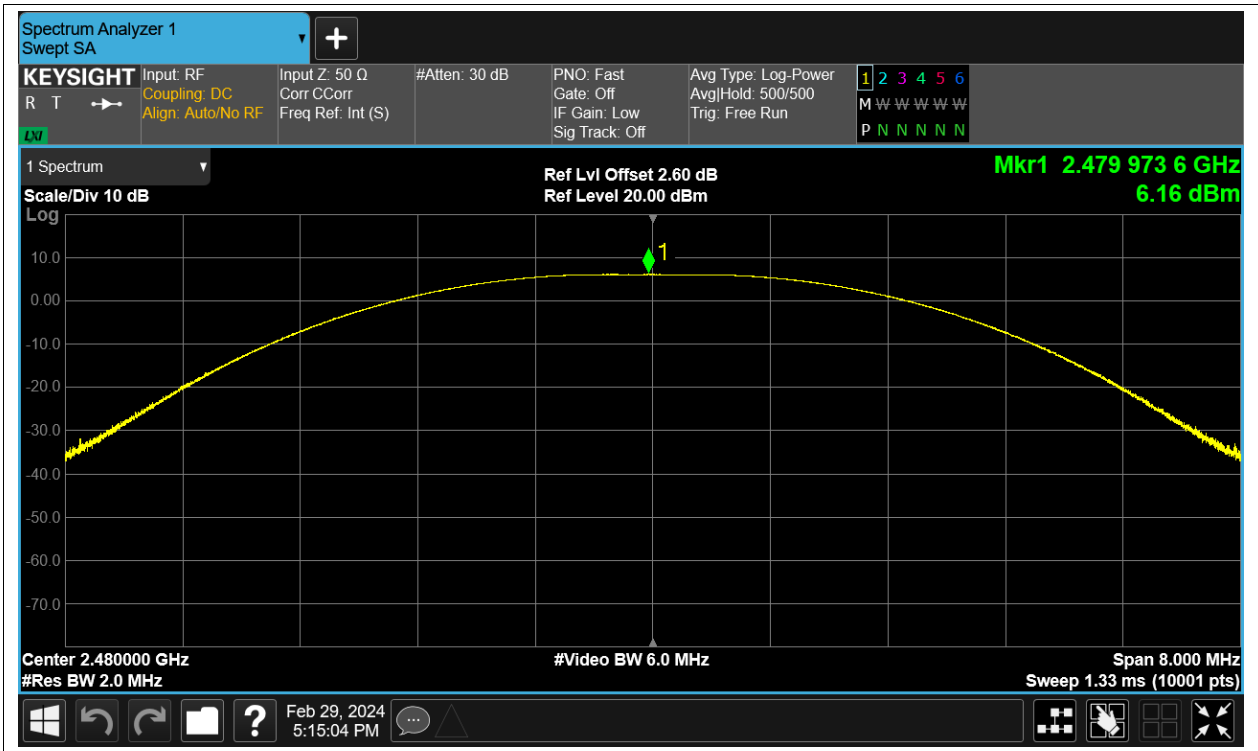 Spectrum Analyzer 1
Swept SA
KEYSIGHT
R T
LXI
Input: RF
Coupling: DC
Align: Auto/No RF
Input Z: 50 Ω
Corr CCorr
Freq Ref: Int (S)
#Atten: 30 dB
PNO: Fast
Gate: Off
IF Gain: Low
Sig Track: Off
Avg Type: Log-Power
Avg|Hold: 500/500
Trig: Free Run
1 2 3 4 5 6
M W W W W W
P N N N N N
1 Spectrum
Scale/Div 10 dB
Log
Ref Lvl Offset 2.60 dB
Ref Level 20.00 dBm
Mkr1 2.479 973 6 GHz
6.16 dBm
1
10.0
0.00
-10.0
-20.0
-30.0
-40.0
-50.0
-60.0
-70.0
Center 2.480000 GHz
#Res BW 2.0 MHz
#Video BW 6.0 MHz
Span 8.000 MHz
Sweep 1.33 ms (10001 pts)
?
Feb 29, 2024
5:15:04 PM